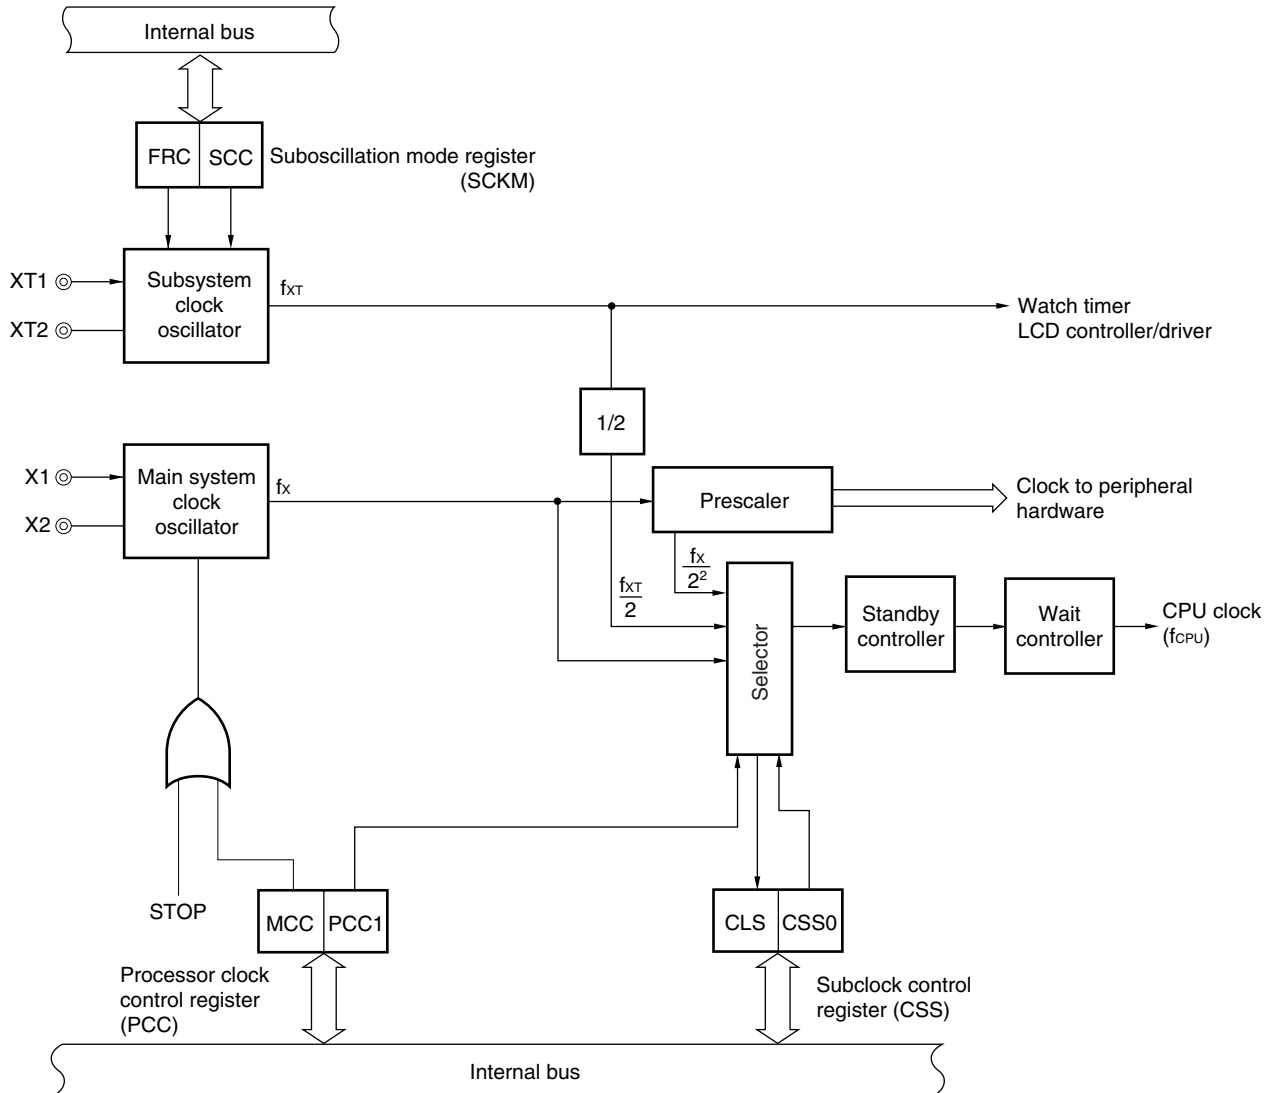 Internal bus
FRC SCC
Suboscillation mode register
(SCKM)
XT1
XT2
Subsystem
clock
oscillator
fXT
Watch timer
LCD controller/driver
1/2
X1
X2
Main system
clock
oscillator
fX
Prescaler
Clock to peripheral
hardware
fX
2²
fXT
2
Selector
Standby
controller
Wait
controller
CPU clock
(fCPU)
STOP
MCC PCC1
CLS CSS0
Processor clock
control register
(PCC)
Subclock control
register (CSS)
Internal bus